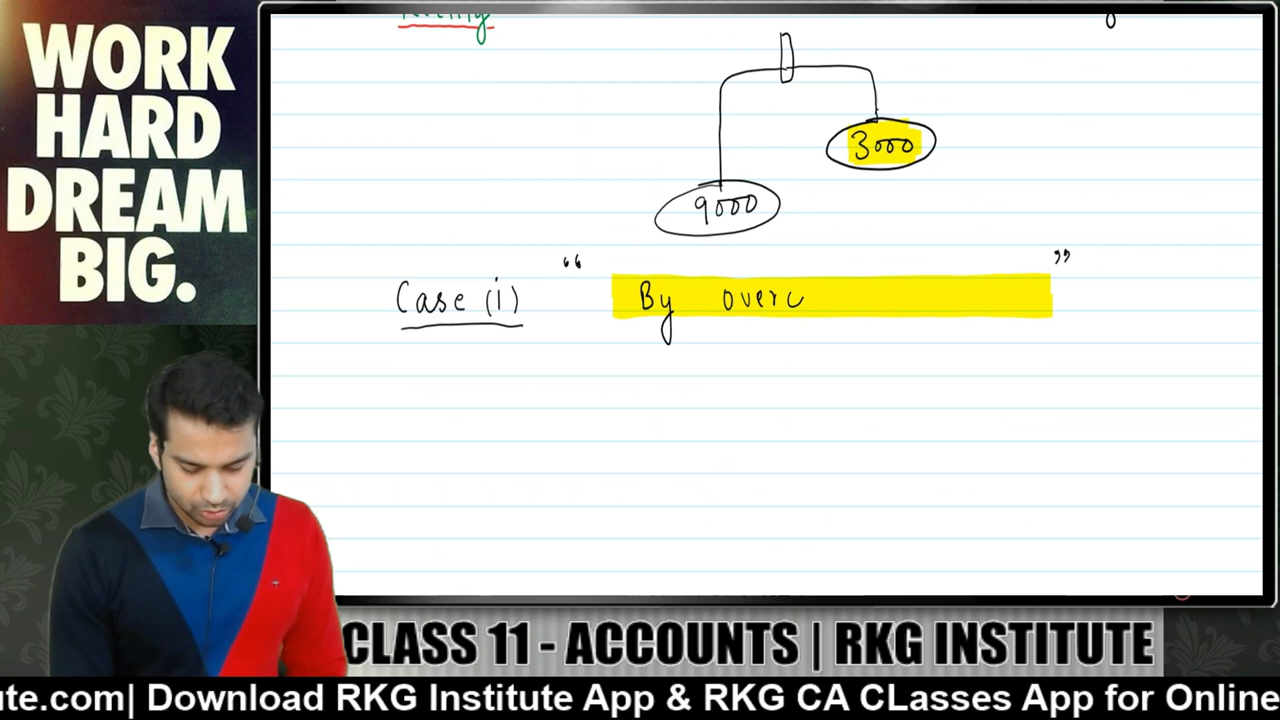 WORK
HARD
DREAM
BIG.
3000
9000
Case (i) " By overc "
CLASS 11 - ACCOUNTS | RKG INSTITUTE
ute.com| Download RKG Institute App & RKG CA CLasses App for Online